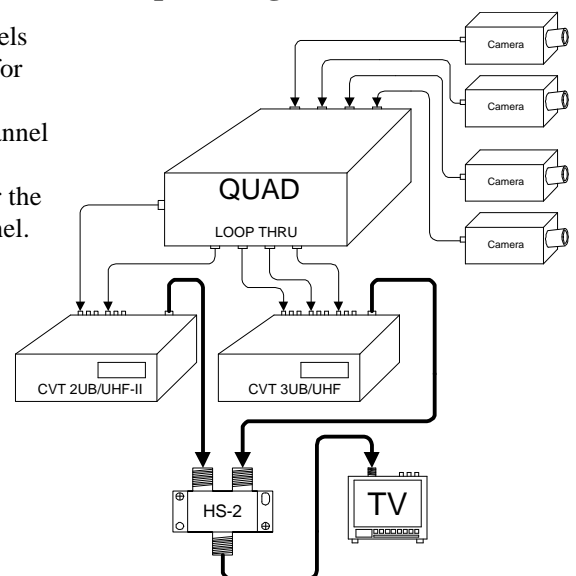 els
for
annel
r the
nel.
Camera
Camera
Camera
Camera
QUAD
LOOP THRU
CVT 2UB/UHF-II
CVT 3UB/UHF
HS-2
TV